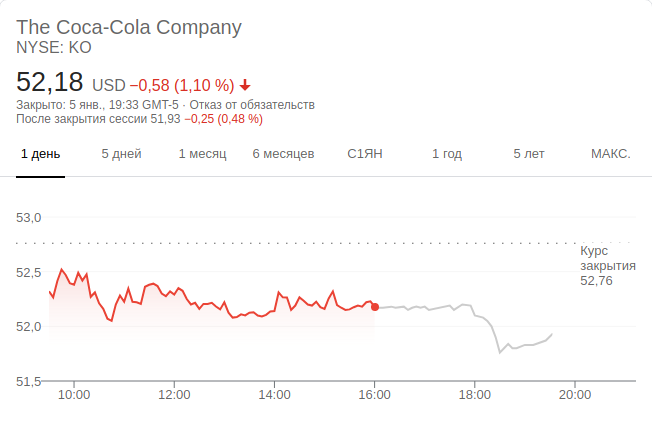 The Coca-Cola Company
NYSE: KO
52,18 USD −0,58 (1,10 %)
Закрыто: 5 янв., 19:33 GMT-5 · Отказ от обязательств
После закрытия сессии 51,93 −0,25 (0,48 %)
1 день 5 дней 1 месяц 6 месяцев С1ЯН 1 год 5 лет МАКС.
53,0
Курс
закрытия
52,76
52,5
52,0
51,5
10:00 12:00 14:00 16:00 18:00 20:00